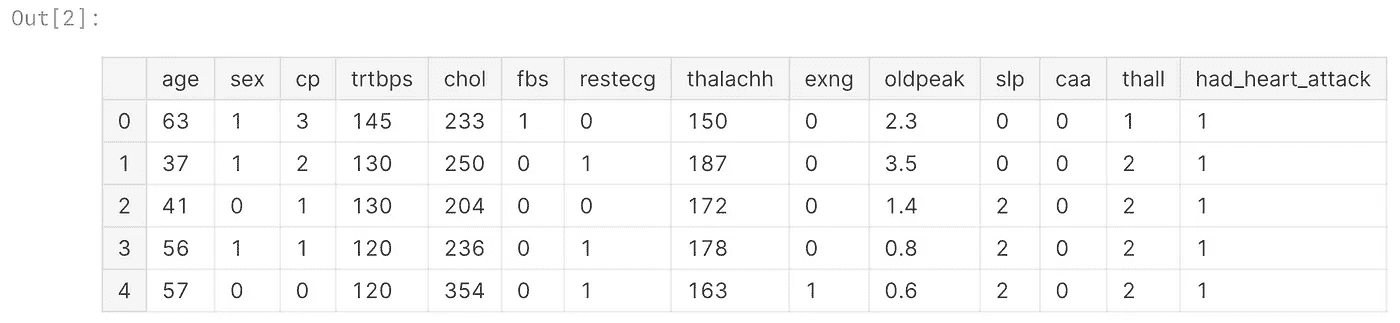 Out[2]:
age sex cp trtbps chol fbs restecg thalachh exng oldpeak slp caa thall had_heart_attack
0 63 1 3 145 233 1 0 150 0 2.3 0 0 1 1
1 37 1 2 130 250 0 1 187 0 3.5 0 0 2 1
2 41 0 1 130 204 0 0 172 0 1.4 2 0 2 1
3 56 1 1 120 236 0 1 178 0 0.8 2 0 2 1
4 57 0 0 120 354 0 1 163 1 0.6 2 0 2 1